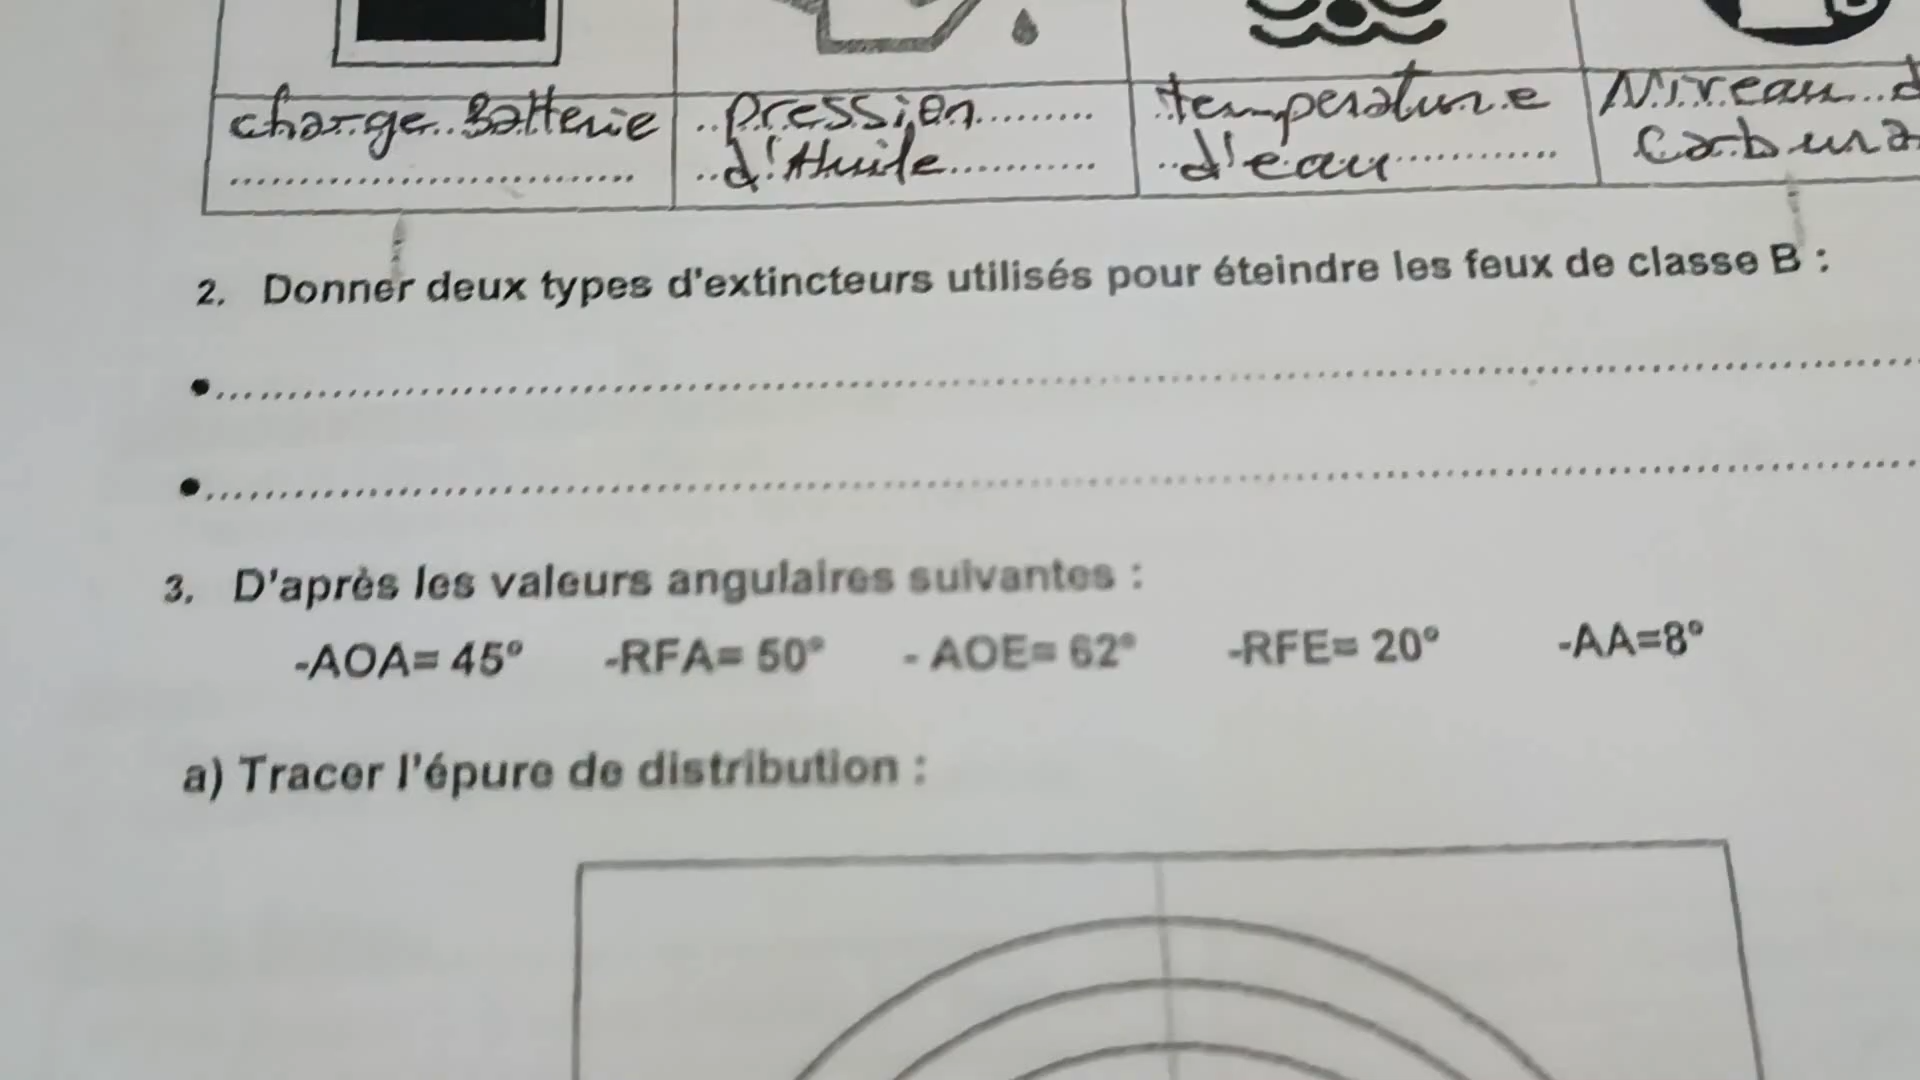 charge Batterie
pression
d'Huile
temperature
d'eau
Niveau
2. Donner deux types d'extincteurs utilisés pour éteindre les feux de classe B :
3. D'après les valeurs angulaires suivantes :
-AOA= 45° -RFA= 50° - AOE= 62° -RFE= 20° -AA=8°
a) Tracer l'épure de distribution :